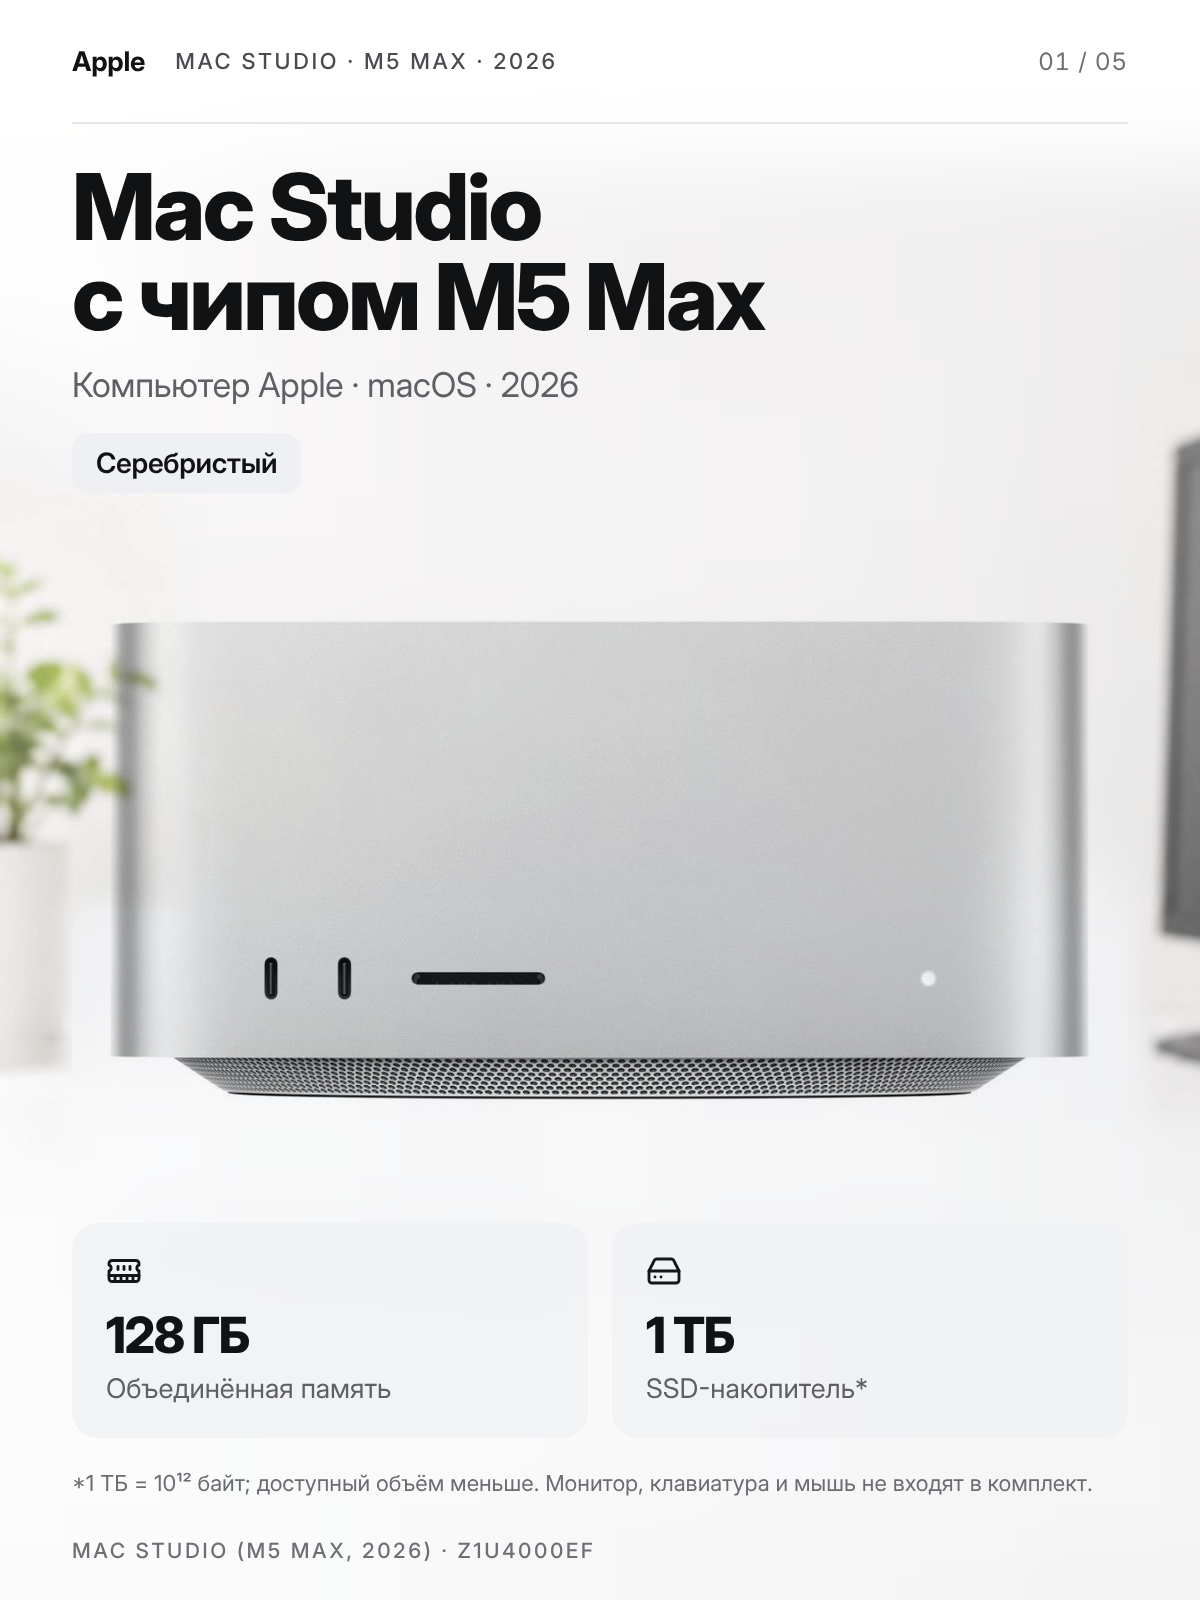 Apple MAC STUDIO · M5 MAX · 2026 01 / 05
Mac Studio
с чипом M5 Max
Компьютер Apple · macOS · 2026
Серебристый
128 ГБ
Объединённая память
1 ТБ
SSD-накопитель*
*1 ТБ = 10¹² байт; доступный объём меньше. Монитор, клавиатура и мышь не входят в комплект.
MAC STUDIO (M5 MAX, 2026) · Z1U4000EF